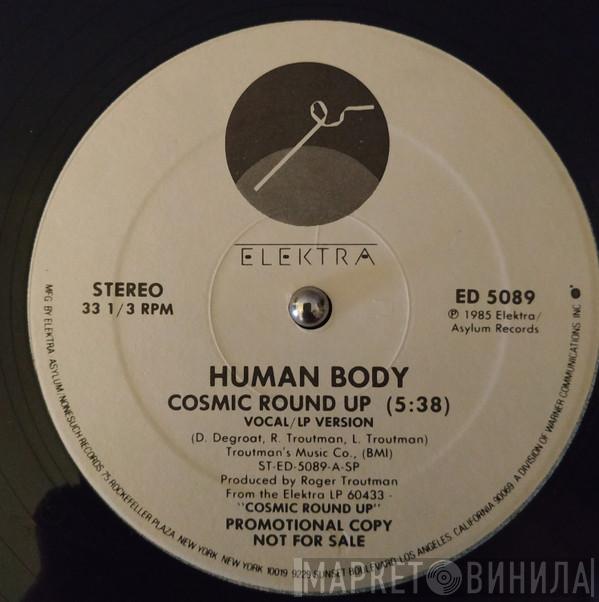 ELEKTRA
STEREO
33 1/3 RPM
ED 5089
℗ 1985 Elektra/
Asylum Records
HUMAN BODY
COSMIC ROUND UP (5:38)
VOCAL/LP VERSION
(D. Degroat, R. Troutman, L. Troutman)
Troutman's Music Co., (BMI)
ST-ED-5089-A-SP
Produced by Roger Troutman
From the Elektra LP 60433 -
"COSMIC ROUND UP"
PROMOTIONAL COPY
NOT FOR SALE
MFG BY ELEKTRA/ASYLUM/NONESUCH RECORDS 75 ROCKEFELLER PLAZA, NEW YORK, NEW YORK 10019 9229 SUNSET BOULEVARD, LOS ANGELES, CALIFORNIA 90069. A DIVISION OF WARNER COMMUNICATIONS INC.
МАРКЕТ ВИНИЛА